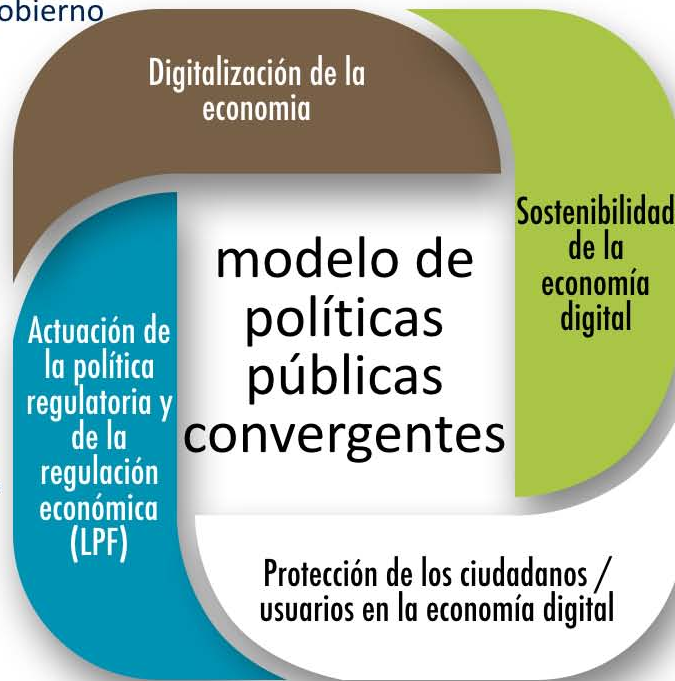 obierno
Digitalización de la
economia
Sostenibilidad
de la
economía
digital
modelo de
políticas
públicas
convergentes
Actuación de
la política
regulatoria y
de la
regulación
económica
(LPF)
Protección de los ciudadanos /
usuarios en la economía digital